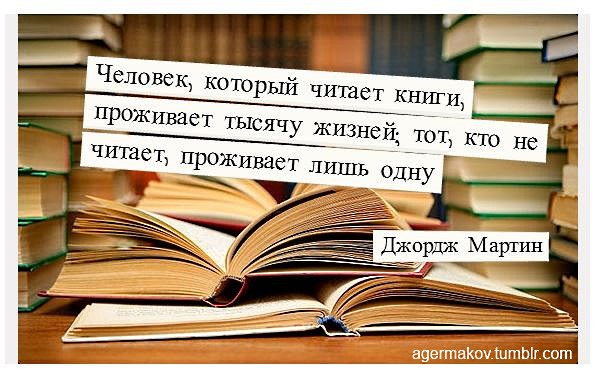 Человек, который читает книги,
проживает тысячу жизней; тот, кто не
читает, проживает лишь одну
Джордж Мартин
agermakov.tumblr.com